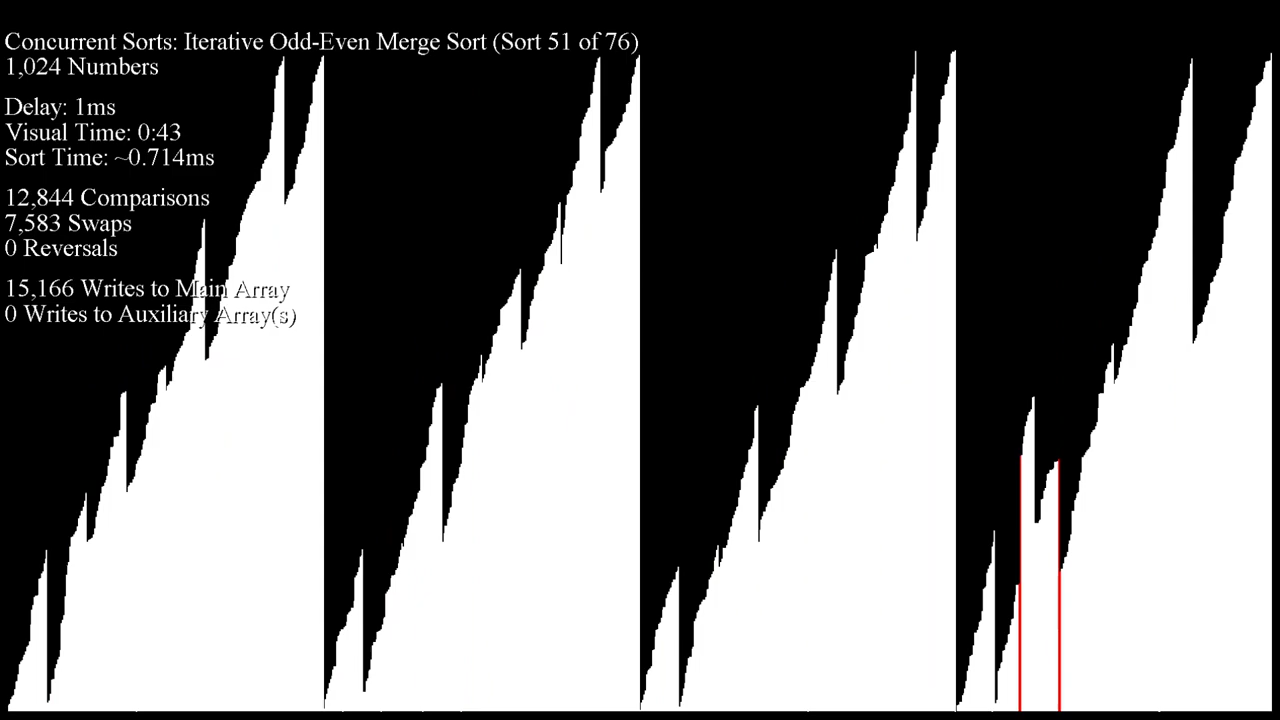 Concurrent Sorts: Iterative Odd-Even Merge Sort (Sort 51 of 76)
1,024 Numbers
Delay: 1ms
Visual Time: 0:43
Sort Time: ~0.714ms
12,844 Comparisons
7,583 Swaps
0 Reversals
15,166 Writes to Main Array
0 Writes to Auxiliary Array(s)